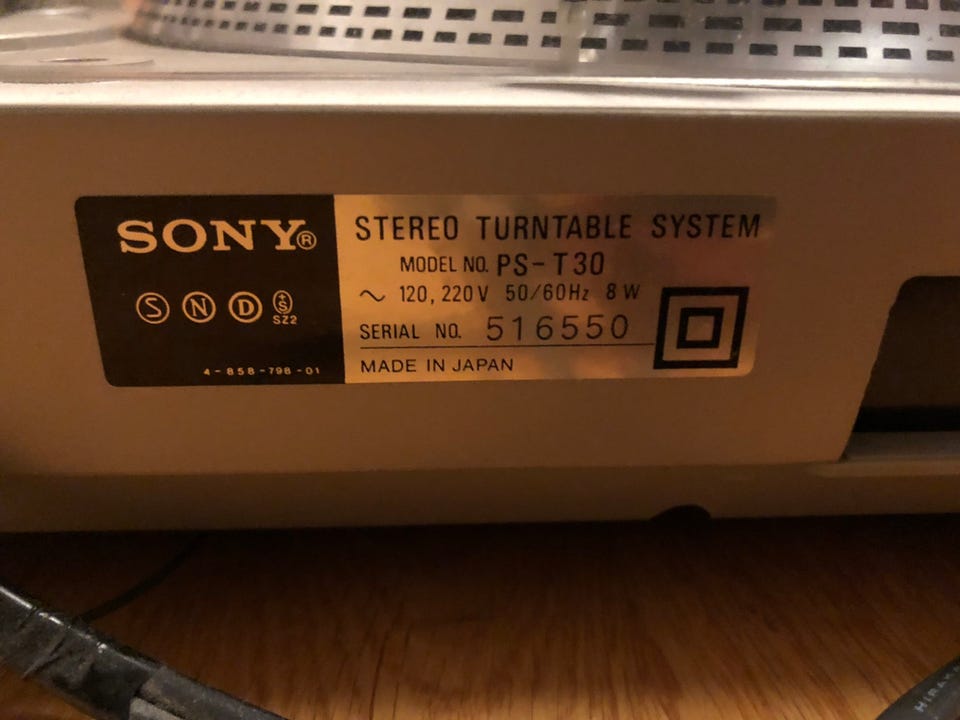 SONY®
S N D S
SZ2
4-858-798-01
STEREO TURNTABLE SYSTEM
MODEL NO. PS-T30
~ 120, 220V 50/60Hz 8W
SERIAL NO. 516550
MADE IN JAPAN